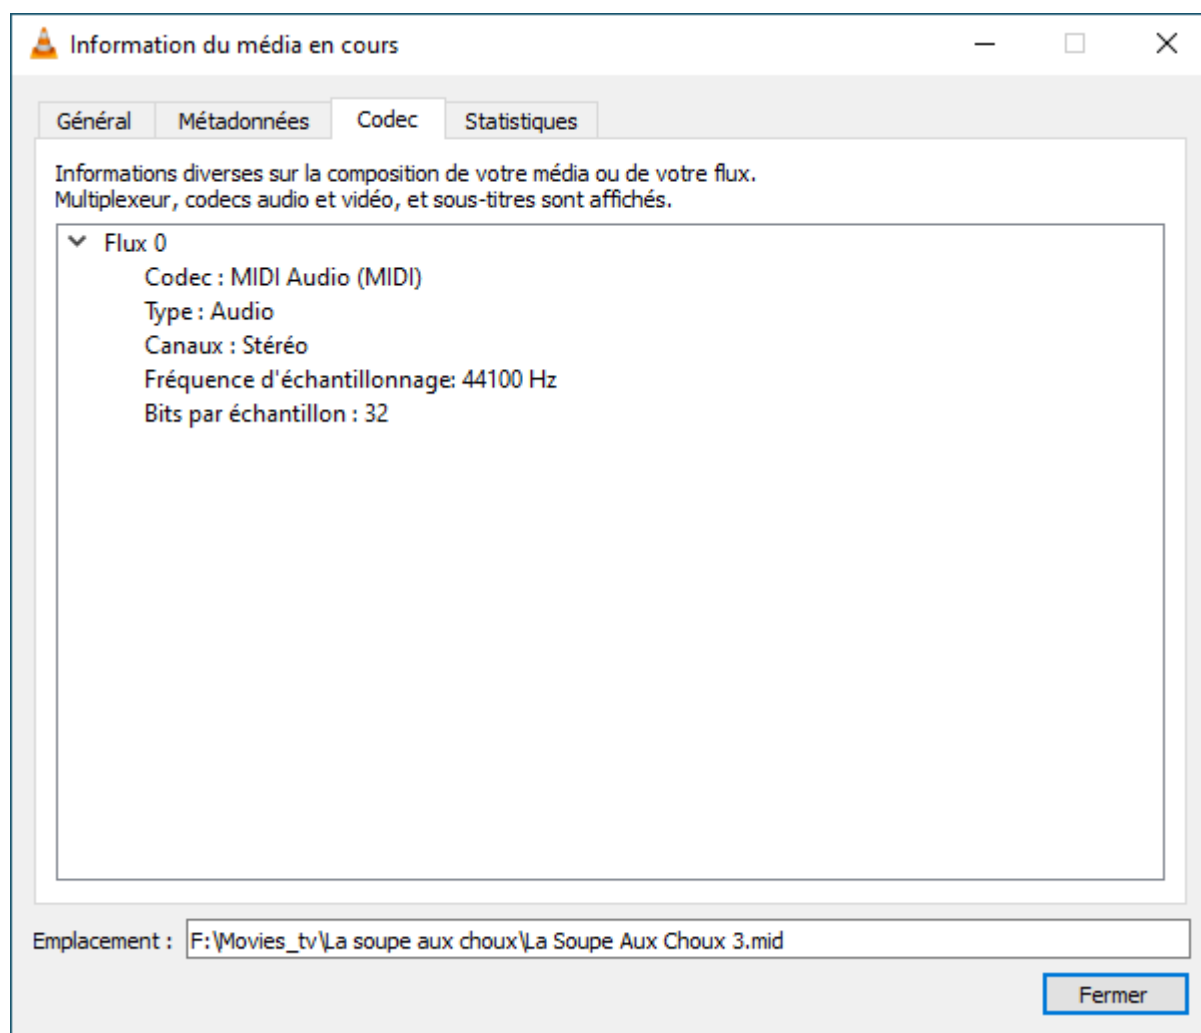 Information du média en cours
Général
Métadonnées
Codec
Statistiques
Informations diverses sur la composition de votre média ou de votre flux.
Multiplexeur, codecs audio et vidéo, et sous-titres sont affichés.
Flux 0
Codec : MIDI Audio (MIDI)
Type : Audio
Canaux : Stéréo
Fréquence d'échantillonnage: 44100 Hz
Bits par échantillon : 32
Emplacement : F:\Movies_tv\La soupe aux choux\La Soupe Aux Choux 3.mid
Fermer